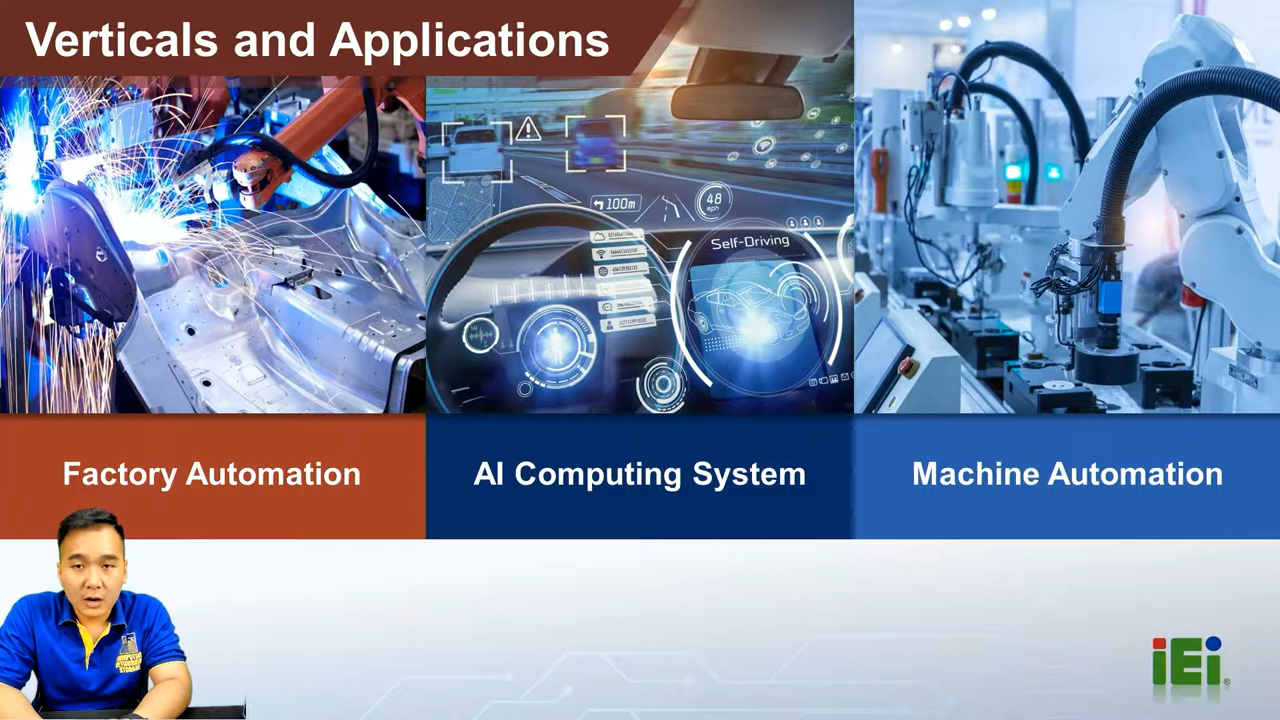 Verticals and Applications
100m
48
mph
Self-Driving
Factory Automation
AI Computing System
Machine Automation
iEi